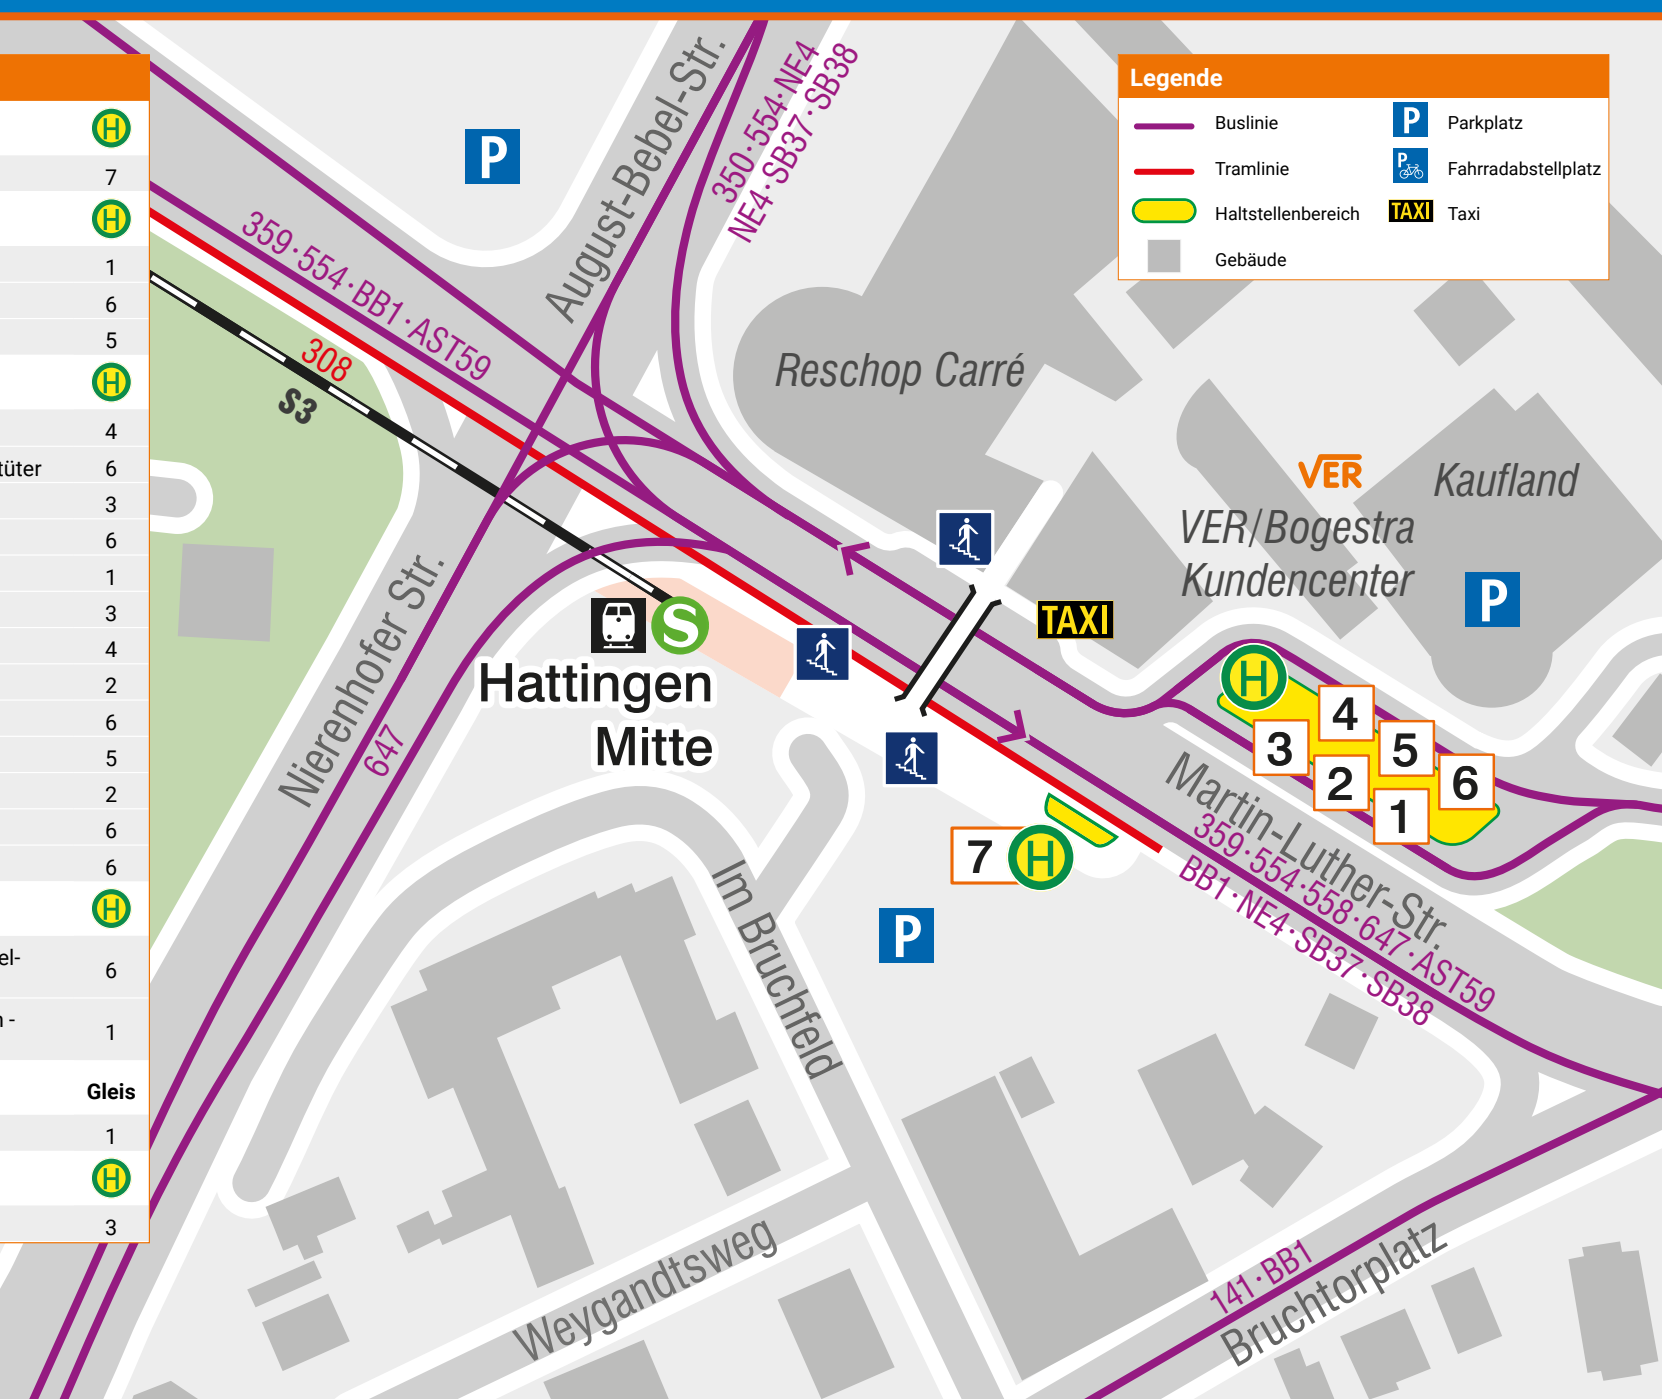 H
7
H
1
6
5
H
4
tüter 6
3
6
1
3
4
2
6
5
2
6
6
H
el-
6
n -
1
Gleis
1
H
3
P
August-Bebel-Str.
350·554·NE4
NE4·SB37·SB38
359·554·BB1·AST59
308
S3
Legende
Buslinie
P Parkplatz
Tramlinie
P Fahrradabstellplatz
Haltstellenbereich
TAXI Taxi
Gebäude
Reschop Carré
VER
Kaufland
VER/Bogestra
Kundencenter
P
TAXI
S
Hattingen
Mitte
Nierenhofer Str.
647
H
4
3
5
2
6
1
7 H
Martin-Luther-Str.
359·554·558·647·AST59
BB1·NE4·SB37·SB38
P
Im Bruchfeld
Weygandtsweg
141·BB1
Bruchtorplatz